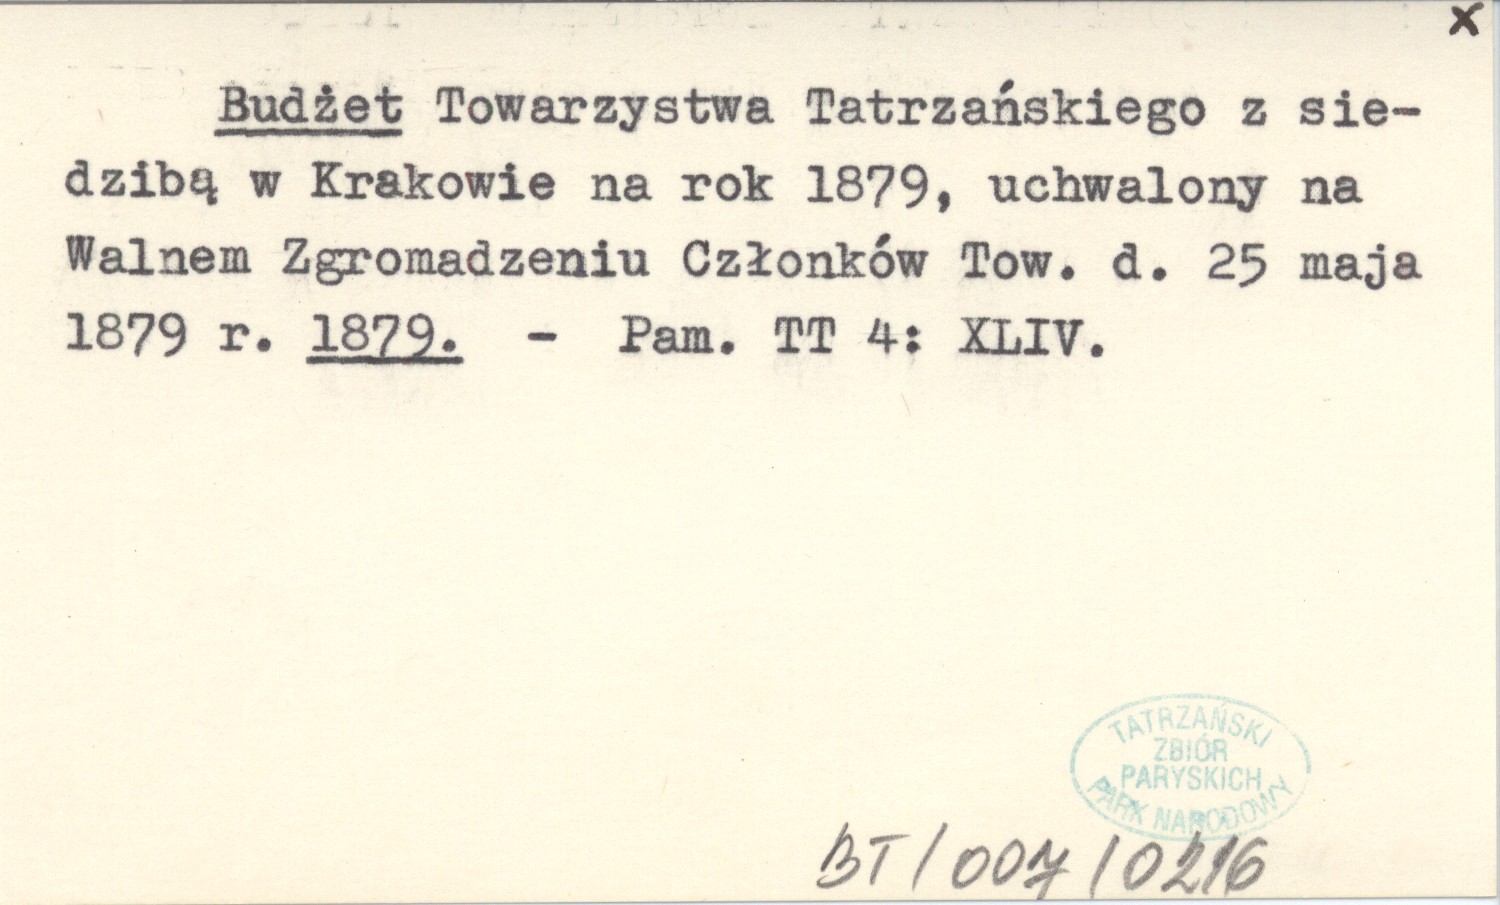 x
Budżet Towarzystwa Tatrzańskiego z sie-
dzibą w Krakowie na rok 1879, uchwalony na
Walnem Zgromadzeniu Członków Tow. d. 25 maja
1879 r. 1879. - Pam. TT 4: XLIV.
TATRZAŃSKI
ZBIÓR
PARYSKICH
PARK NARODOWY
BT/007/0216